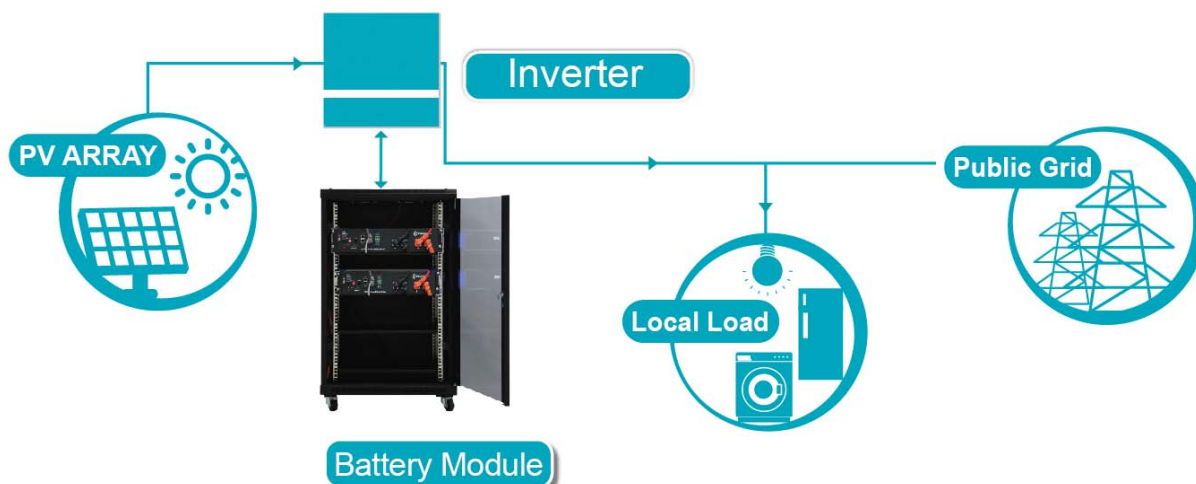 Inverter
PV ARRAY
Public Grid
Local Load
Battery Module